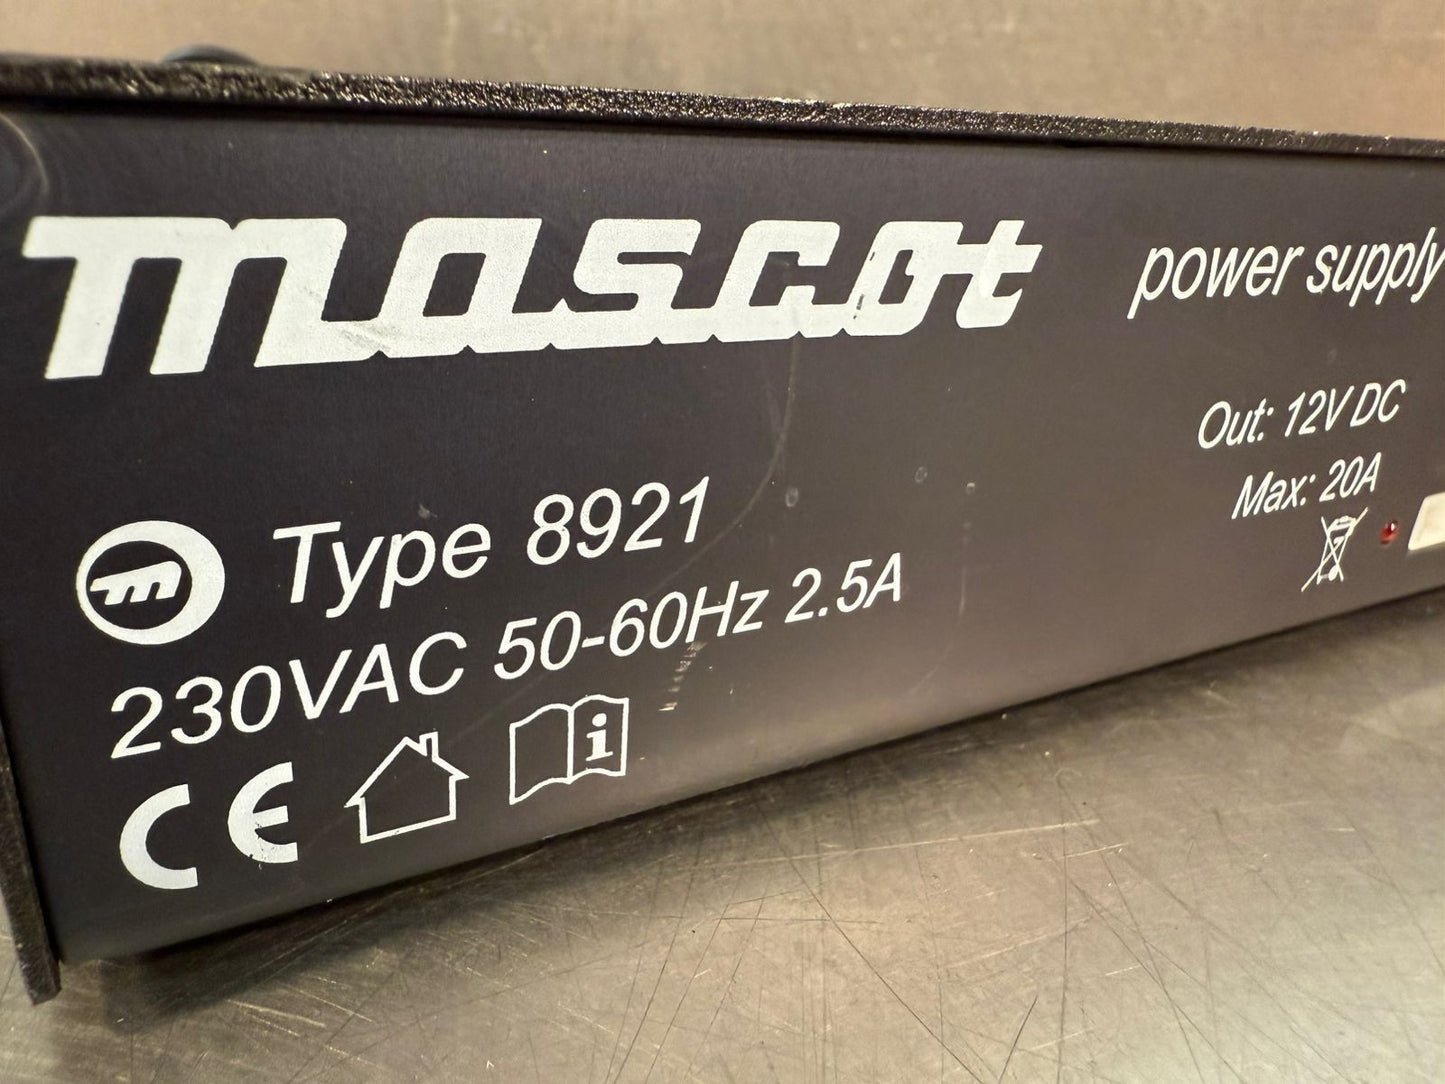 mascot
power supply
Out: 12V DC
Max: 20A
m
Type 8921
230VAC 50-60Hz 2.5A
CE
i